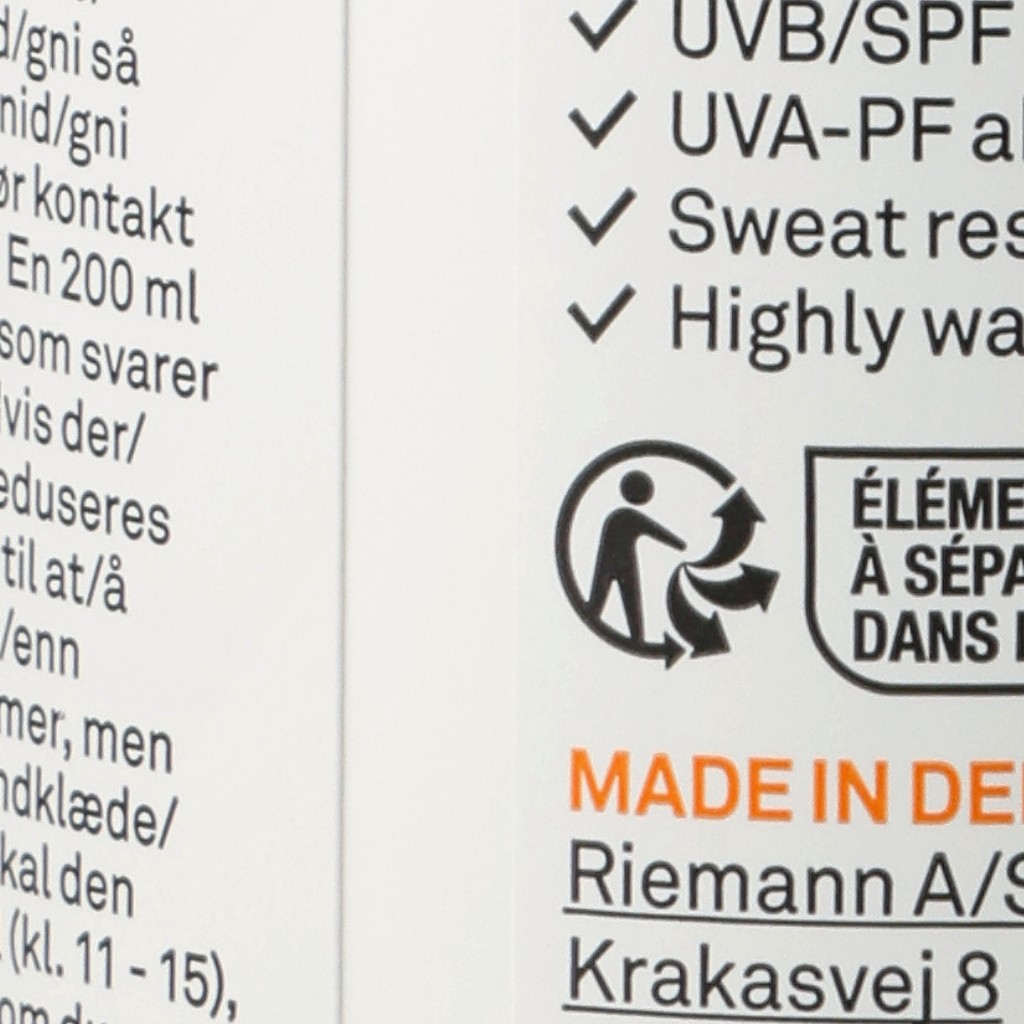 d/gni så
mid/gni
ør kontakt
En 200 ml
som svarer
lvis der/
eduseres
til at/å
/enn
mer, men
ndklæde/
kal den
(kl. 11 - 15),
UVB/SPF
UVA-PF al
Sweat res
Highly wa
ÉLÉME
À SÉPA
DANS
MADE IN DE
Riemann A/S
Krakasvej 8